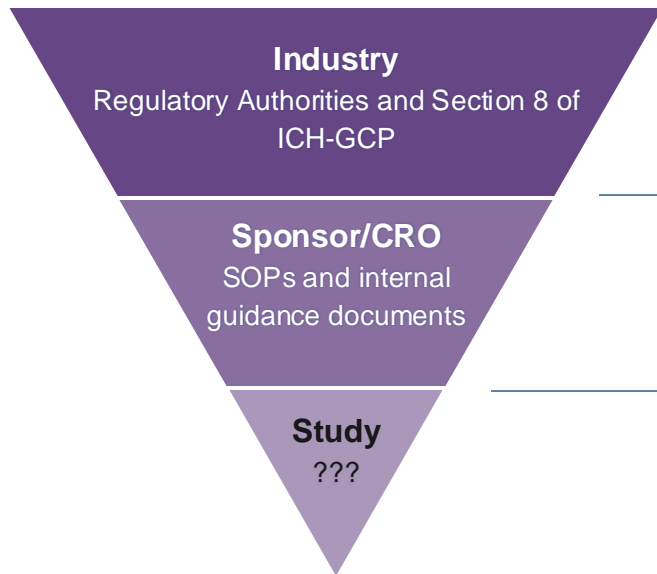 Industry
Regulatory Authorities and Section 8 of
ICH-GCP
Sponsor/CRO
SOPs and internal
guidance documents
Study
???